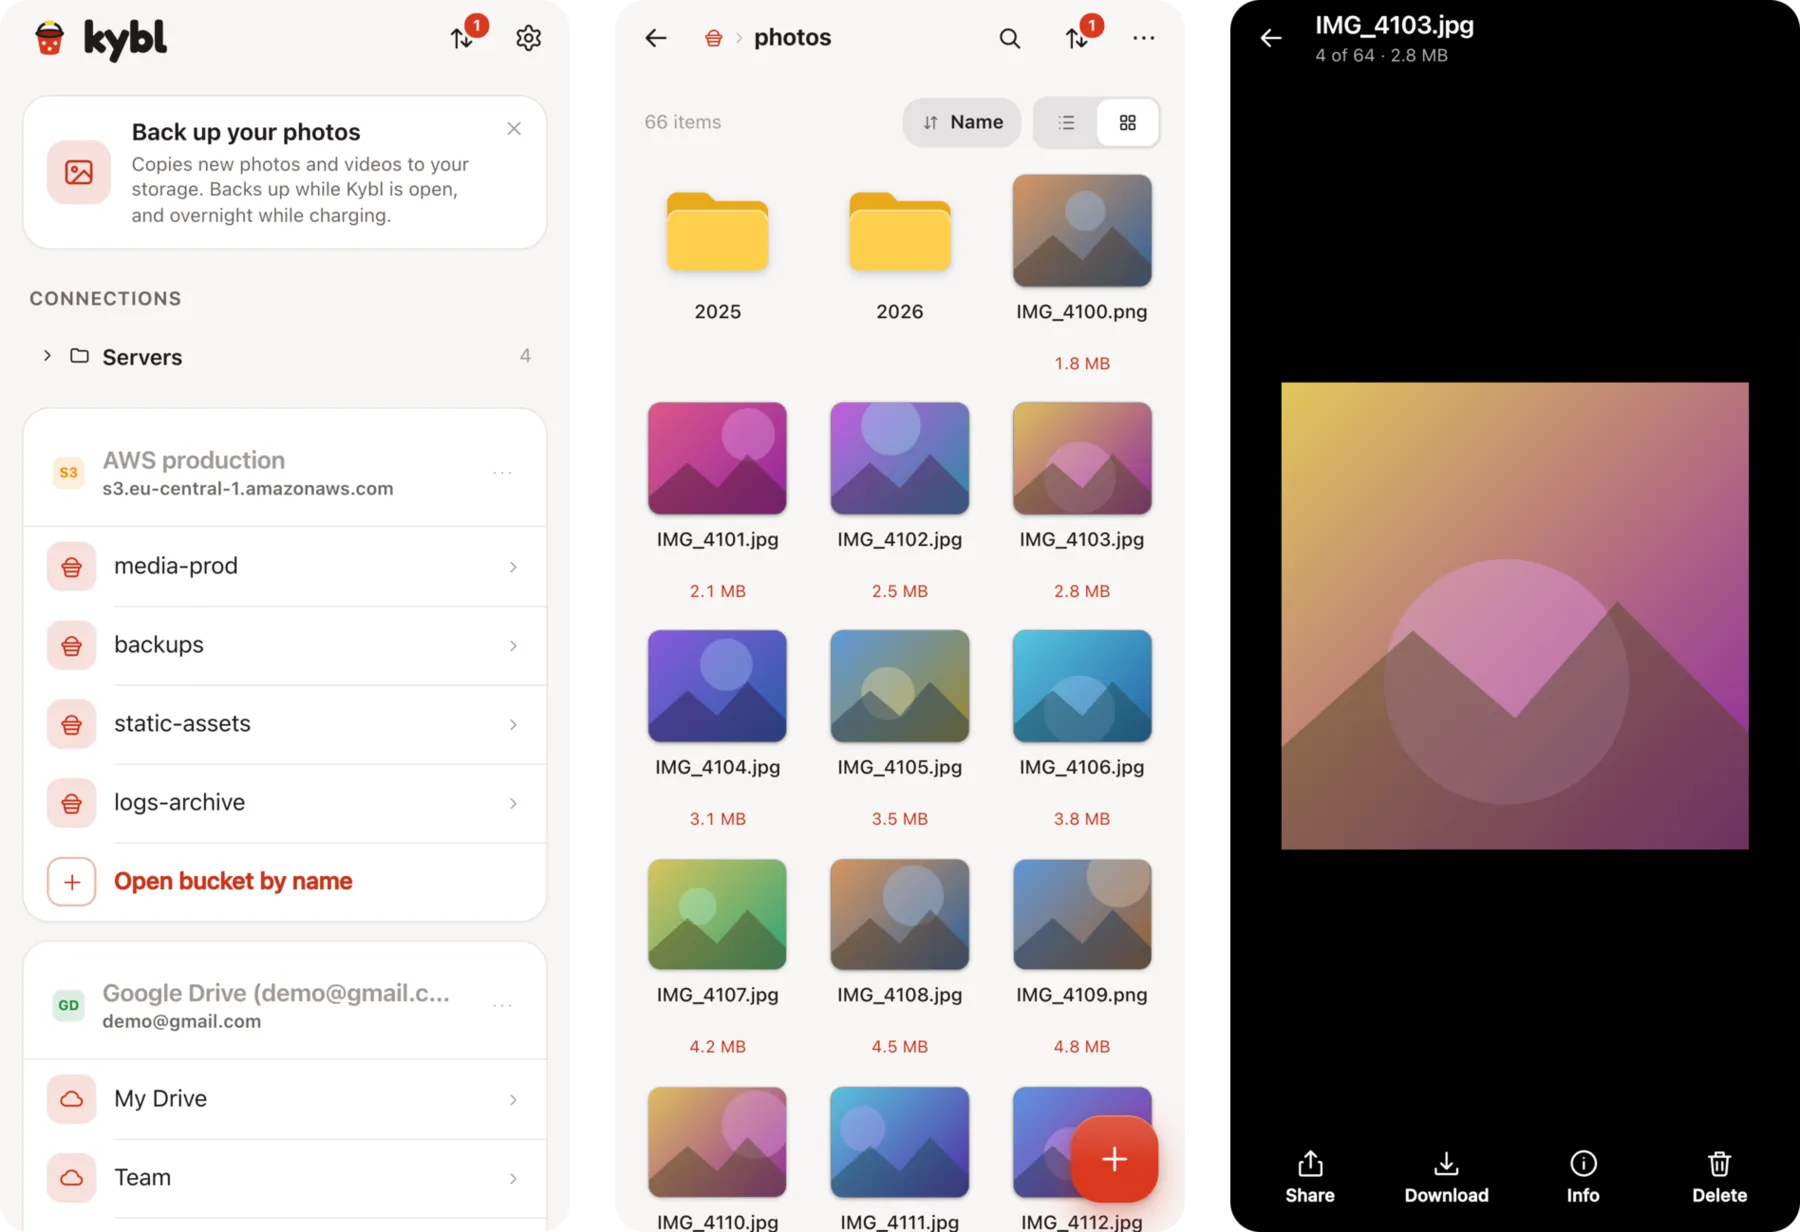 kybl
1
Back up your photos
Copies new photos and videos to your
storage. Backs up while Kybl is open,
and overnight while charging.
CONNECTIONS
Servers
4
S3
AWS production
s3.eu-central-1.amazonaws.com
media-prod
backups
static-assets
logs-archive
Open bucket by name
GD
Google Drive (demo@gmail.c...
demo@gmail.com
My Drive
Team
photos
1
66 items
Name
2025
2026
IMG_4100.png
1.8 MB
IMG_4101.jpg
IMG_4102.jpg
IMG_4103.jpg
2.1 MB
2.5 MB
2.8 MB
IMG_4104.jpg
IMG_4105.jpg
IMG_4106.jpg
3.1 MB
3.5 MB
3.8 MB
IMG_4107.jpg
IMG_4108.jpg
IMG_4109.png
4.2 MB
4.5 MB
4.8 MB
IMG_4110.jpg
IMG_4111.jpg
IMG_4112.jpg
IMG_4103.jpg
4 of 64 · 2.8 MB
Share
Download
Info
Delete